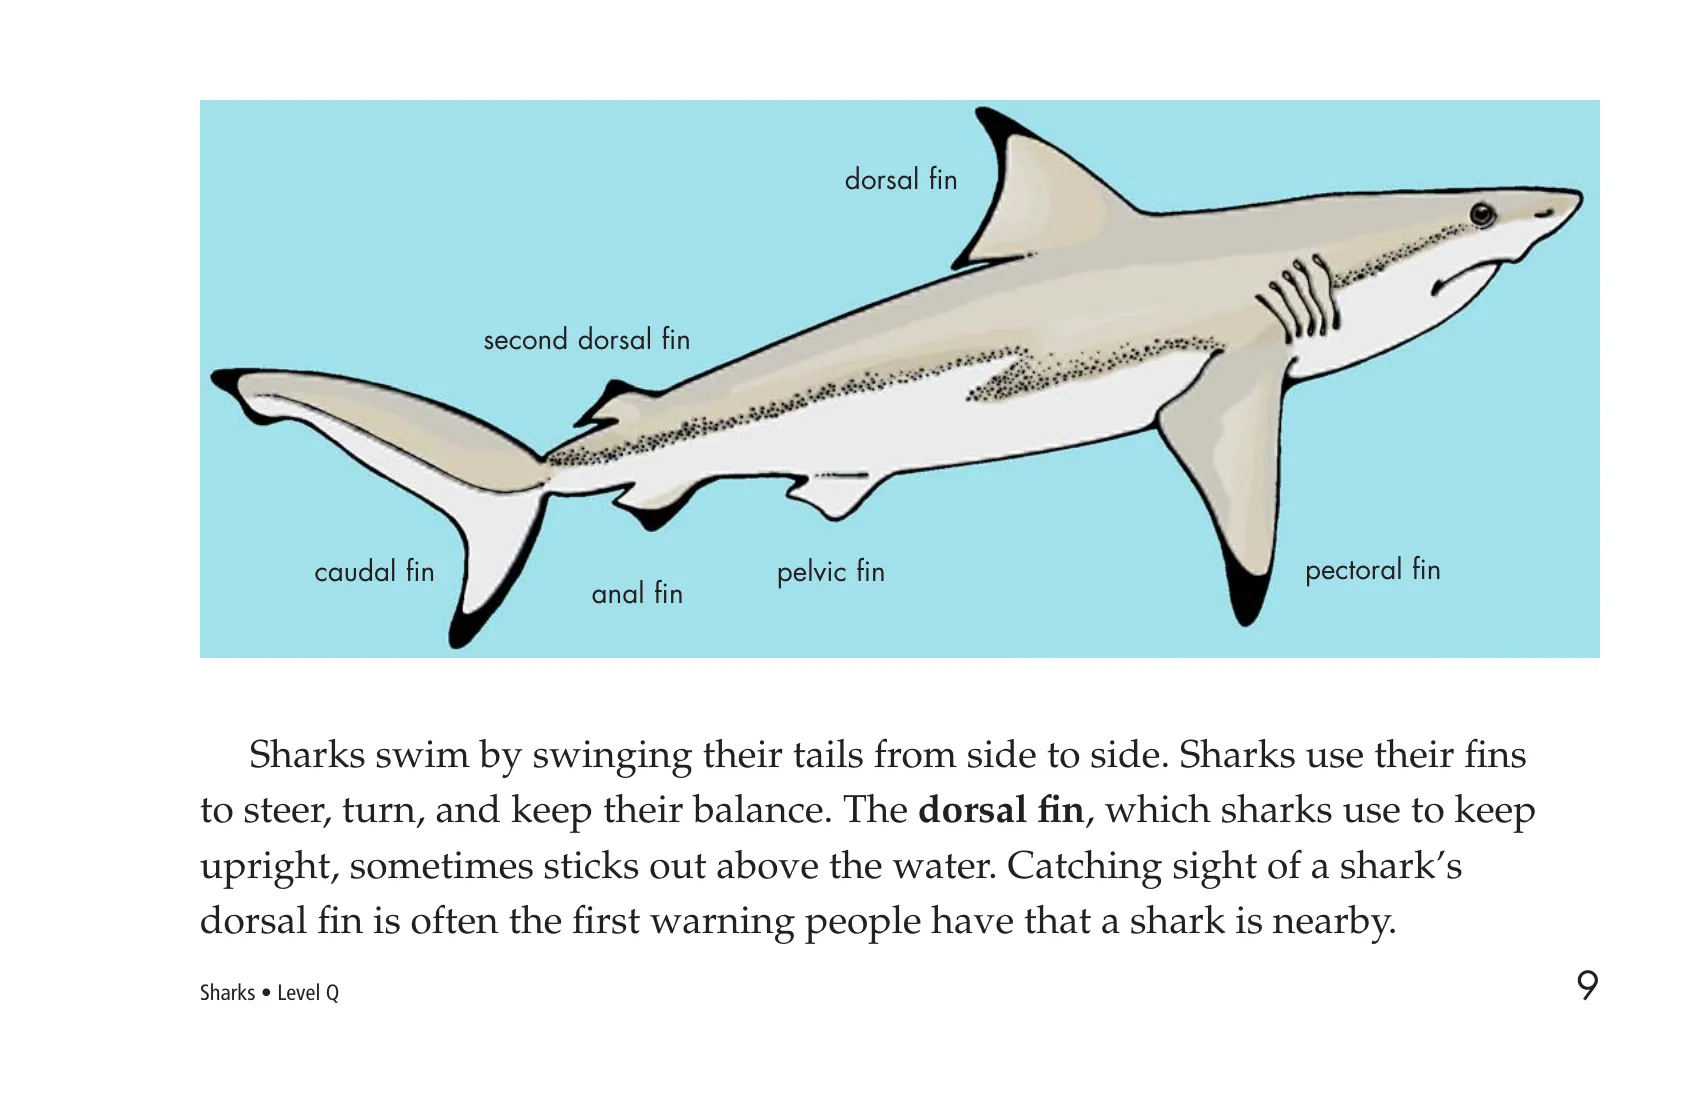 dorsal fin
second dorsal fin
caudal fin
anal fin
pelvic fin
pectoral fin
Sharks swim by swinging their tails from side to side. Sharks use their fins
to steer, turn, and keep their balance. The dorsal fin, which sharks use to keep
upright, sometimes sticks out above the water. Catching sight of a shark’s
dorsal fin is often the first warning people have that a shark is nearby.
Sharks • Level Q
9